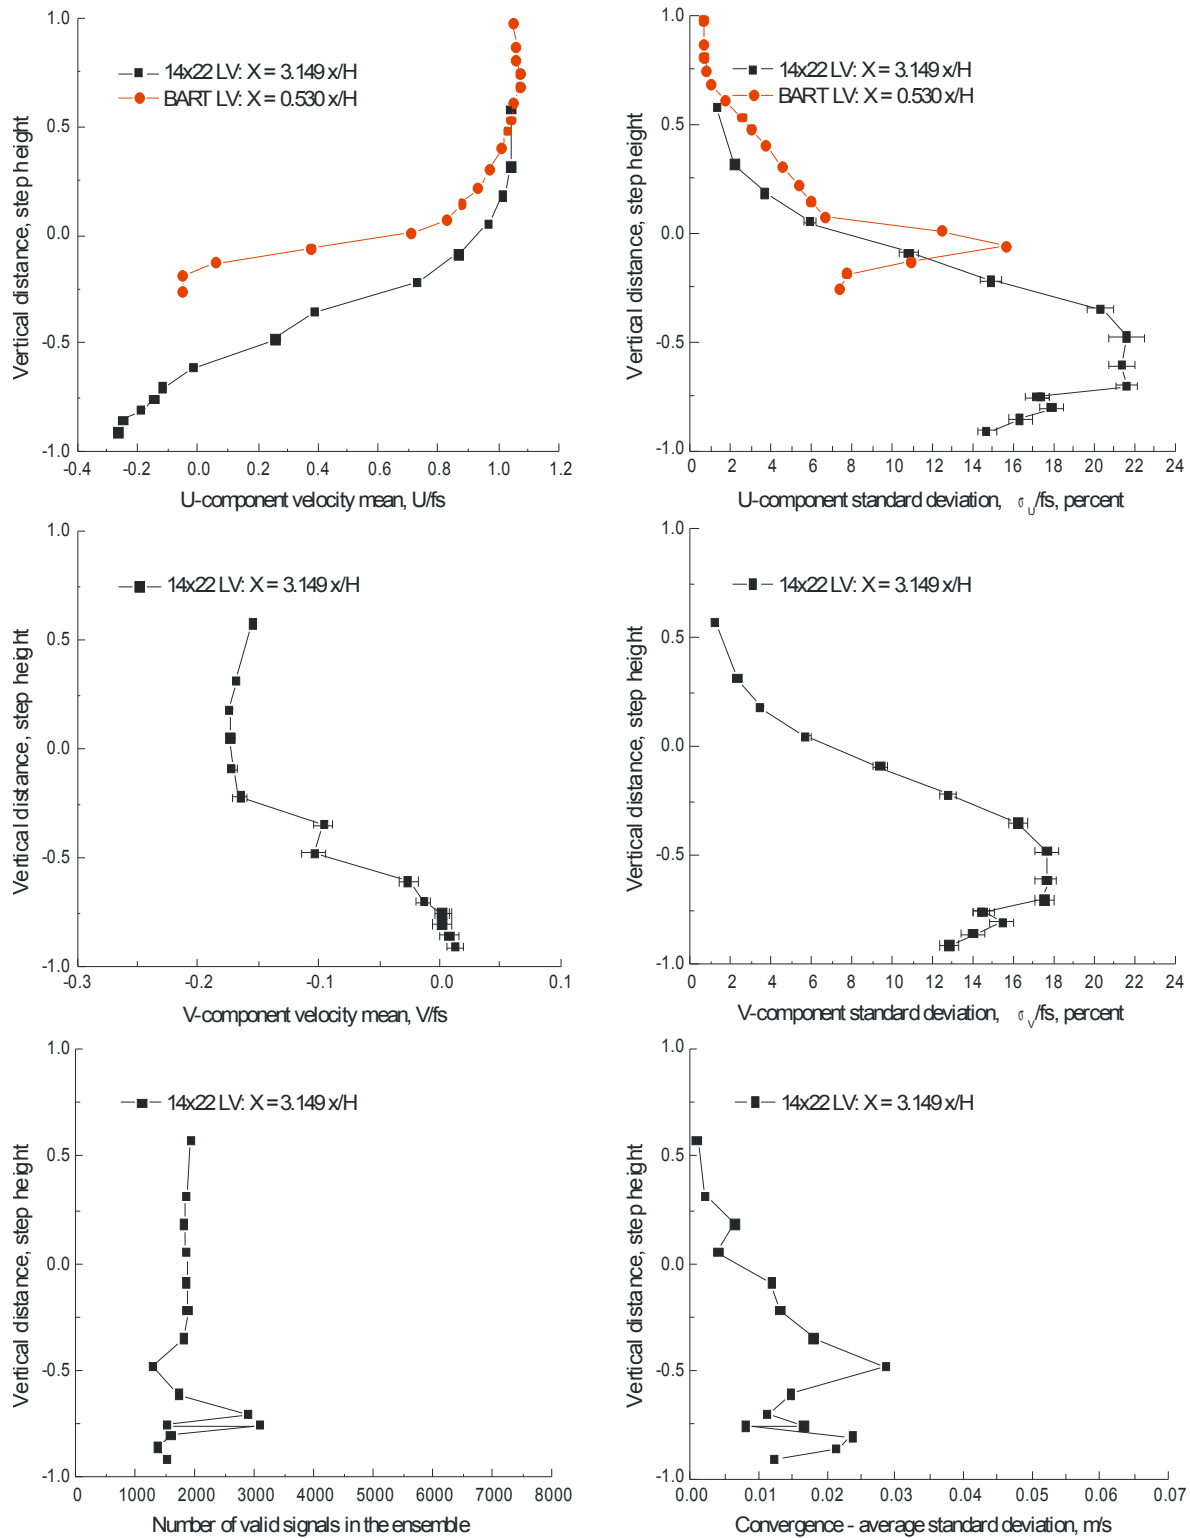 1.0
0.5
0.0
-0.5
-1.0
Vertical distance, step height
14x22 LV: X = 3.149 x/H
BART LV: X = 0.530 x/H
-0.4 -0.2 0.0 0.2 0.4 0.6 0.8 1.0 1.2
U-component velocity mean, U/fs
1.0
0.5
0.0
-0.5
-1.0
Vertical distance, step height
14x22 LV: X = 3.149 x/H
BART LV: X = 0.530 x/H
0 2 4 6 8 10 12 14 16 18 20 22 24
U-component standard deviation, σU/fs, percent
1.0
0.5
0.0
-0.5
-1.0
Vertical distance, step height
14x22 LV: X = 3.149 x/H
-0.3 -0.2 -0.1 0.0 0.1
V-component velocity mean, V/fs
1.0
0.5
0.0
-0.5
-1.0
Vertical distance, step height
14x22 LV: X = 3.149 x/H
0 2 4 6 8 10 12 14 16 18 20 22 24
V-component standard deviation, σV/fs, percent
1.0
0.5
0.0
-0.5
-1.0
Vertical distance, step height
14x22 LV: X = 3.149 x/H
0 1000 2000 3000 4000 5000 6000 7000 8000
Number of valid signals in the ensemble
1.0
0.5
0.0
-0.5
-1.0
Vertical distance, step height
14x22 LV: X = 3.149 x/H
0.00 0.01 0.02 0.03 0.04 0.05 0.06 0.07
Convergence - average standard deviation, m/s